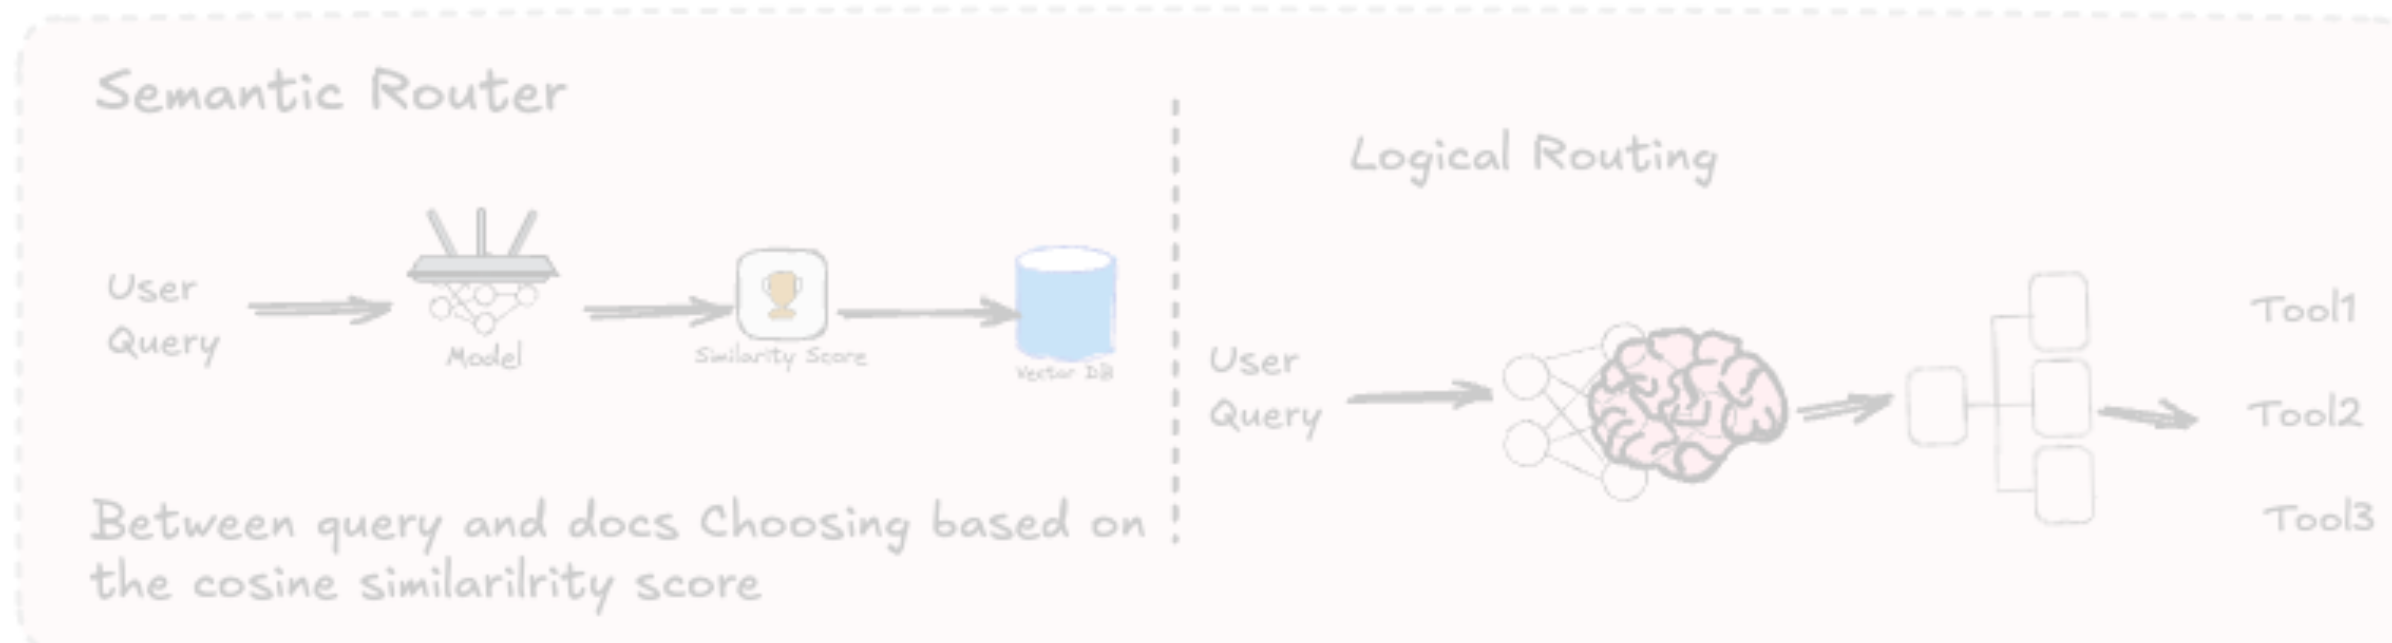 Semantic Router
User
Query
Model
Similarity Score
Vector DB
Between query and docs Choosing based on
the cosine similarilrity score
Logical Routing
User
Query
Tool1
Tool2
Tool3